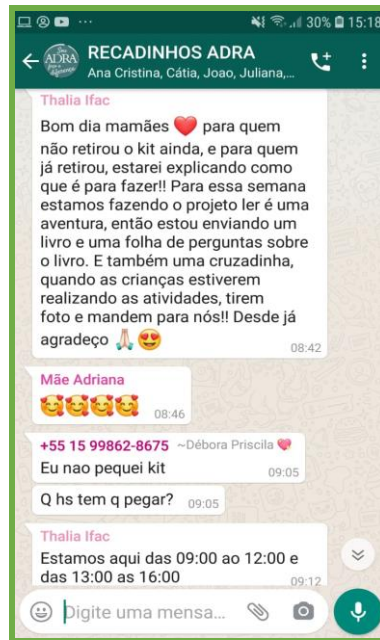 30% 15:18
ADRA
RECADINHOS ADRA
Ana Cristina, Cátia, Joao, Juliana,...
Thalia Ifac
Bom dia mamães ❤️ para quem
não retirou o kit ainda, e para quem
já retirou, estarei explicando como
que é para fazer!! Para essa semana
estamos fazendo o projeto ler é uma
aventura, então estou enviando um
livro e uma folha de perguntas sobre
o livro. E também uma cruzadinha,
quando as crianças estiverem
realizando as atividades, tirem
foto e mandem para nós!! Desde já
agradeço 🙏🏻 😍
08:42
Mãe Adriana
🥰🥰🥰🥰 08:46
+55 15 99862-8675 ~Débora Priscila 💖
Eu nao pequei kit
09:05
Q hs tem q pegar? 09:05
Thalia Ifac
Estamos aqui das 09:00 ao 12:00 e
das 13:00 as 16:00
09:12
Digite uma mensa...